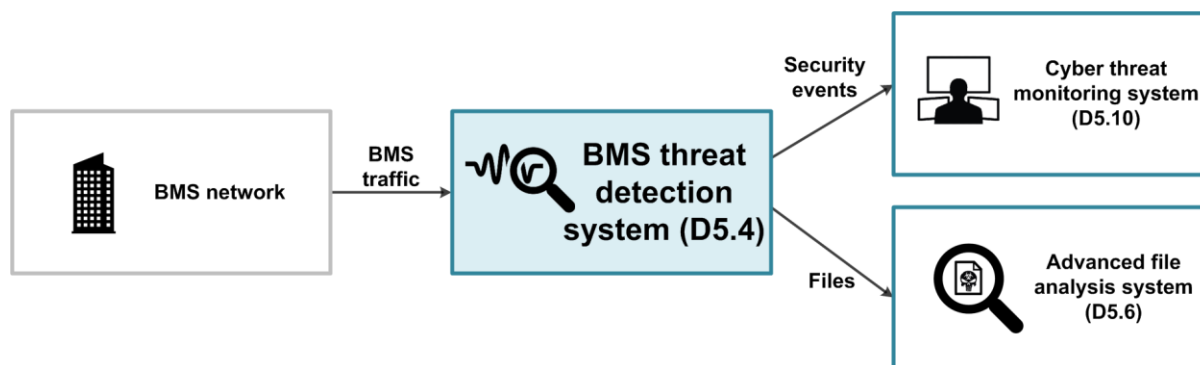 BMS network
BMS
traffic
BMS threat
detection
system (D5.4)
Security
events
Cyber threat
monitoring system
(D5.10)
Files
Advanced file
analysis system
(D5.6)